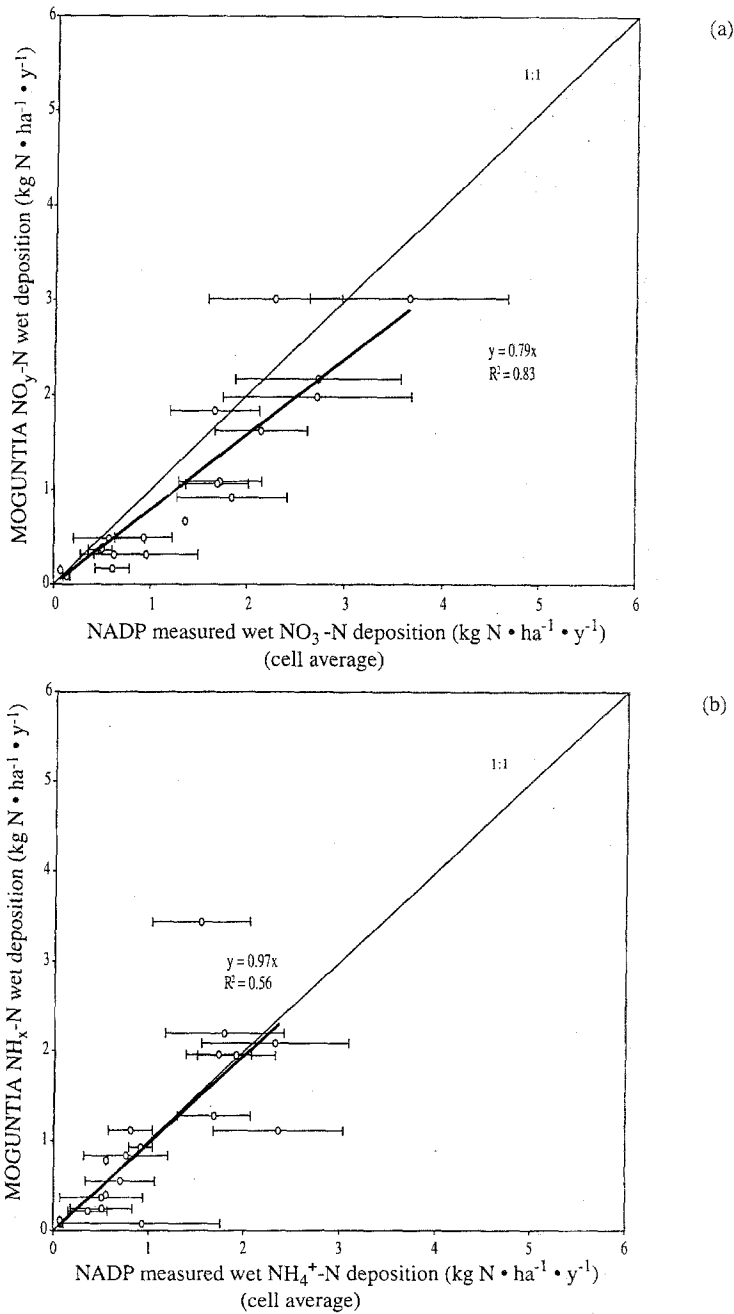 (a)
MOGUNTIA NOy-N wet deposition (kg N • ha-1 • y-1)
6
5
4
3
2
1
0
1:1
y = 0.79x
R² = 0.83
0 1 2 3 4 5 6
NADP measured wet NO3-N deposition (kg N • ha-1 • y-1)
(cell average)
(b)
MOGUNTIA NHx-N wet deposition (kg N • ha-1 • y-1)
6
5
4
3
2
1
0
1:1
y = 0.97x
R² = 0.56
0 1 2 3 4 5 6
NADP measured wet NH4+-N deposition (kg N • ha-1 • y-1)
(cell average)